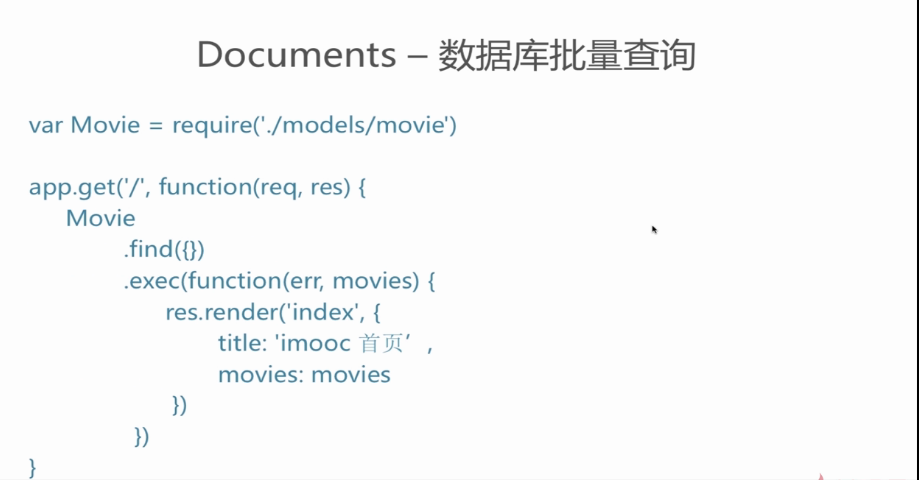 Documents – 数据库批量查询
var Movie = require('./models/movie')
app.get('/', function(req, res) {
Movie
.find({})
.exec(function(err, movies) {
res.render('index', {
title: 'imooc 首页’ ,
movies: movies
})
})
}